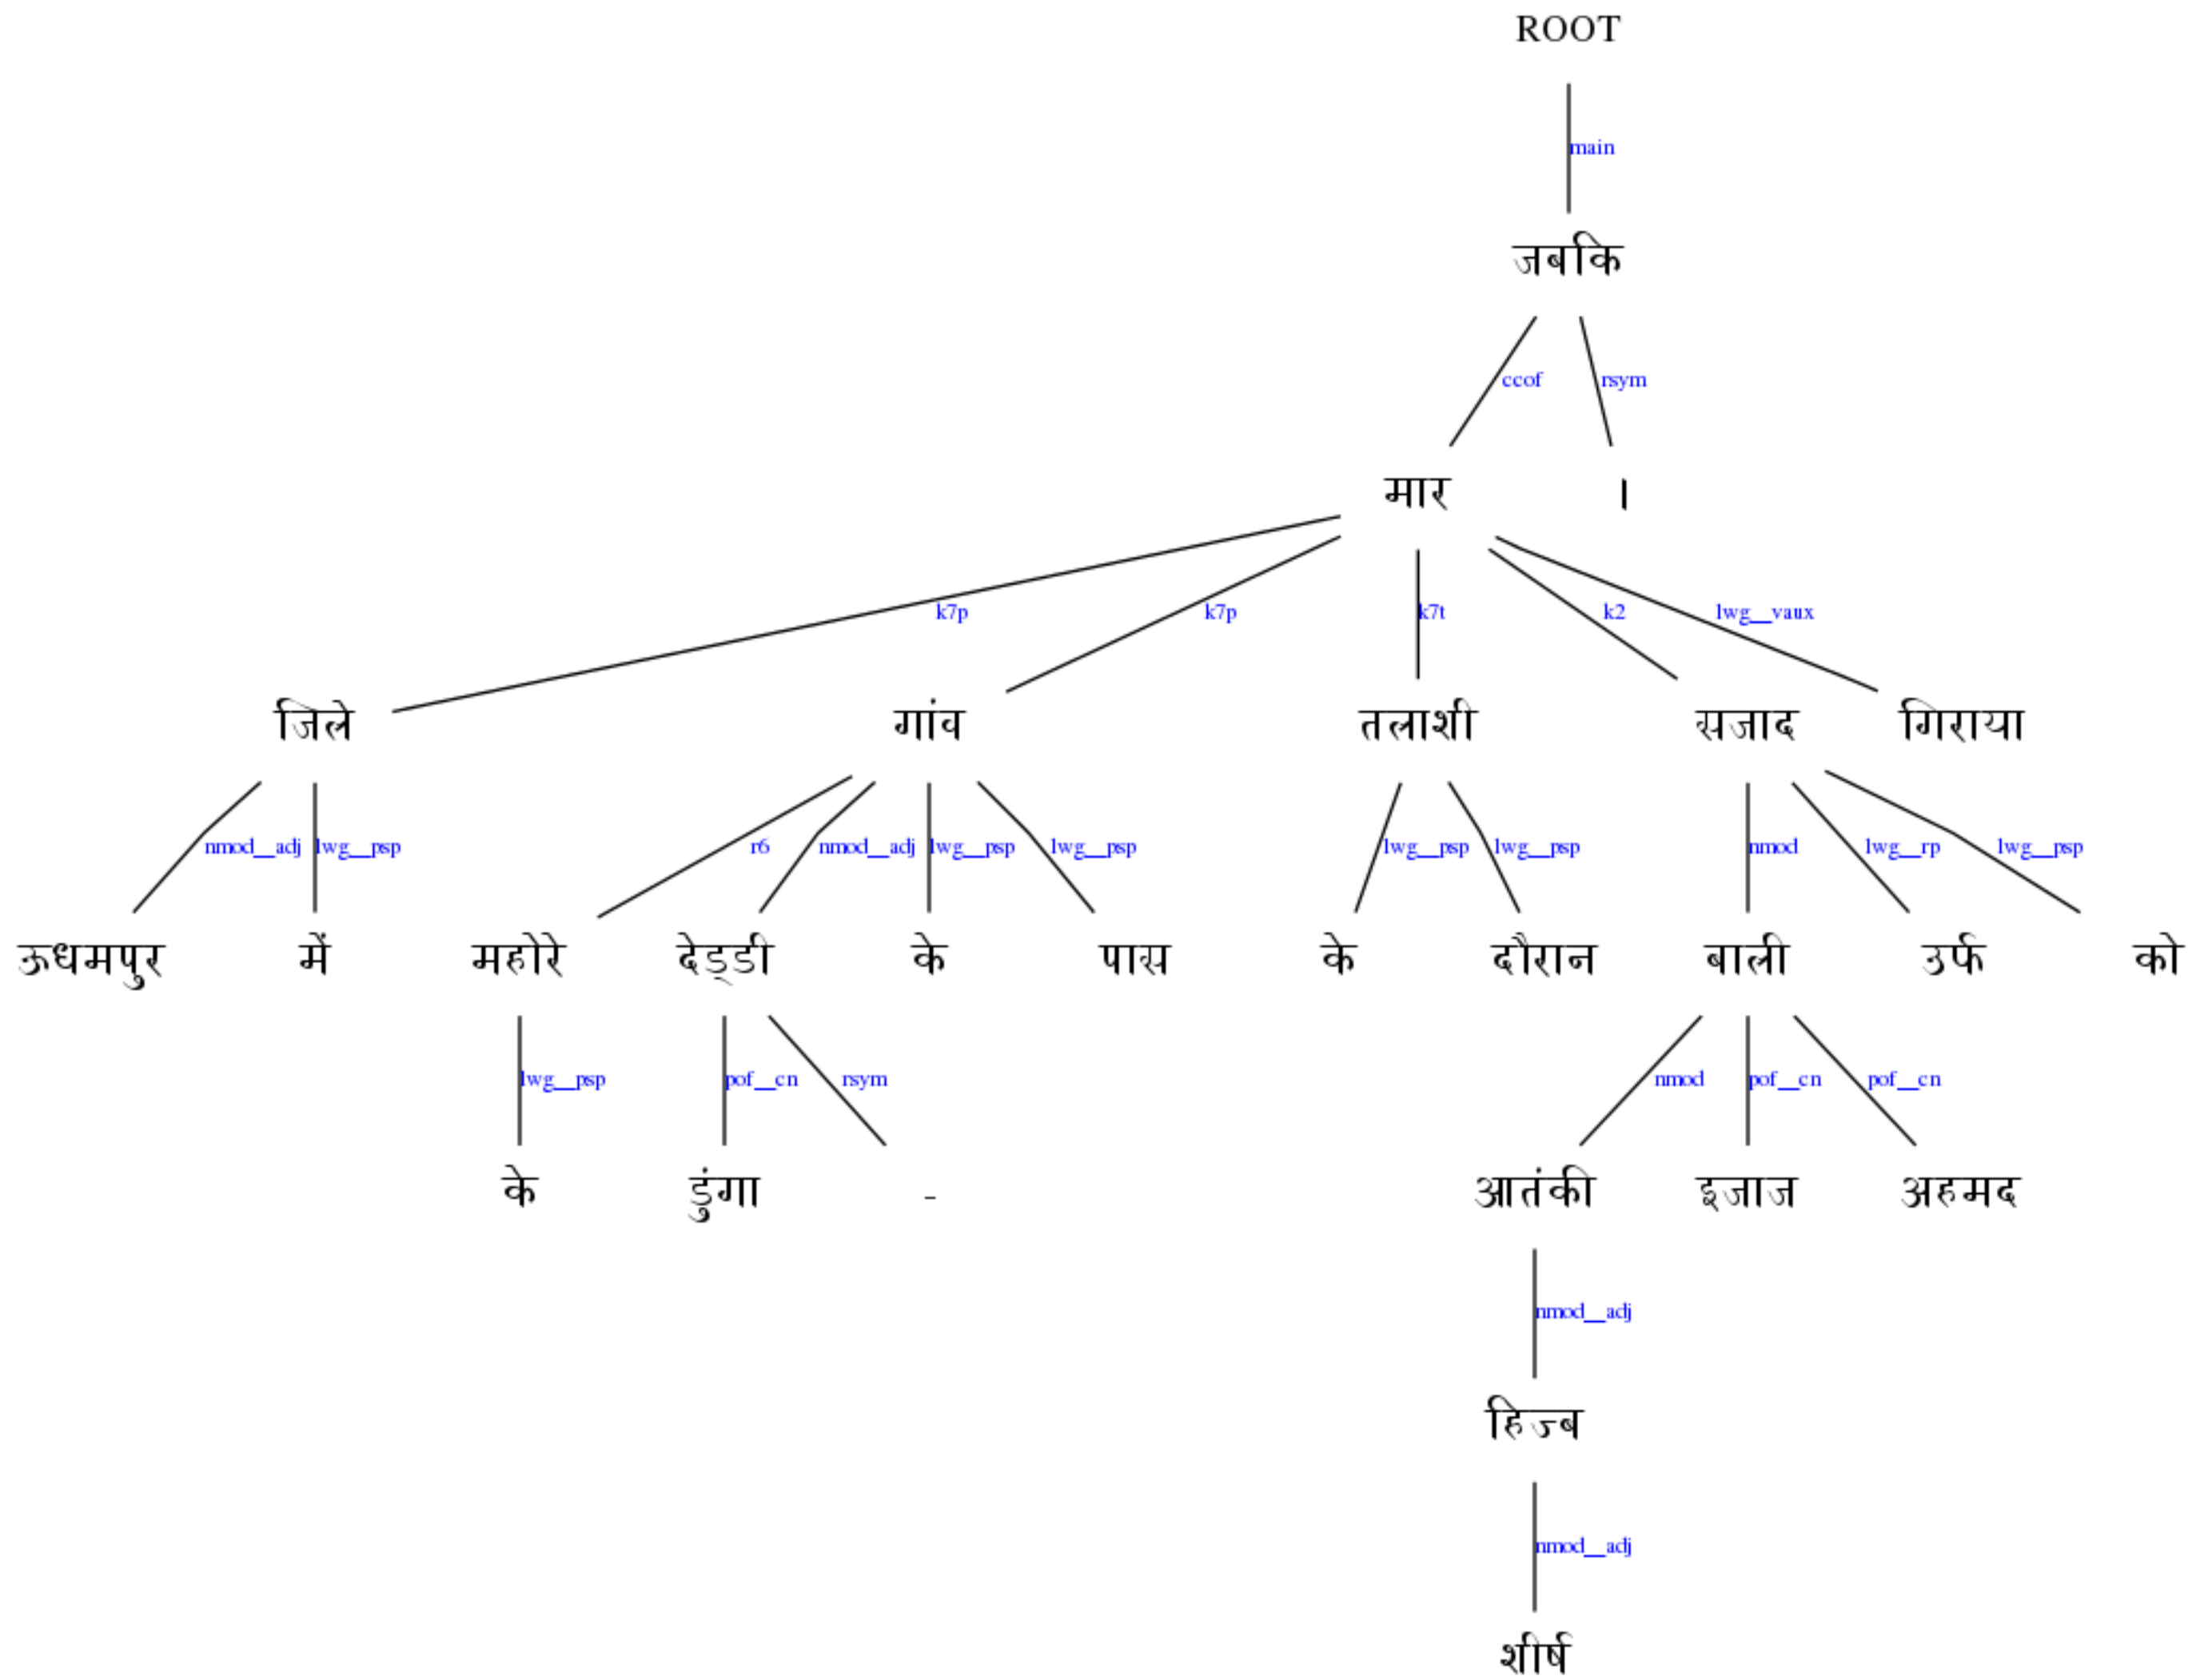 ROOT
main
जबकि
ccof rsym
मार ।
k7p k7p k7t k2 lwg__vaux
जिले गांव तलाशी सजाद गिराया
nmod__adj lwg__psp r6 nmod__adj lwg__psp lwg__psp lwg__psp lwg__psp nmod lwg__rp lwg__psp
ऊधमपुर में महोरे देड्डी के पास के दौरान बाली उर्फ को
lwg__psp pof__cn rsym nmod pof__cn pof__cn
के डुंगा - आतंकी इजाज अहमद
nmod__adj
हिज्ब
nmod__adj
शीर्ष